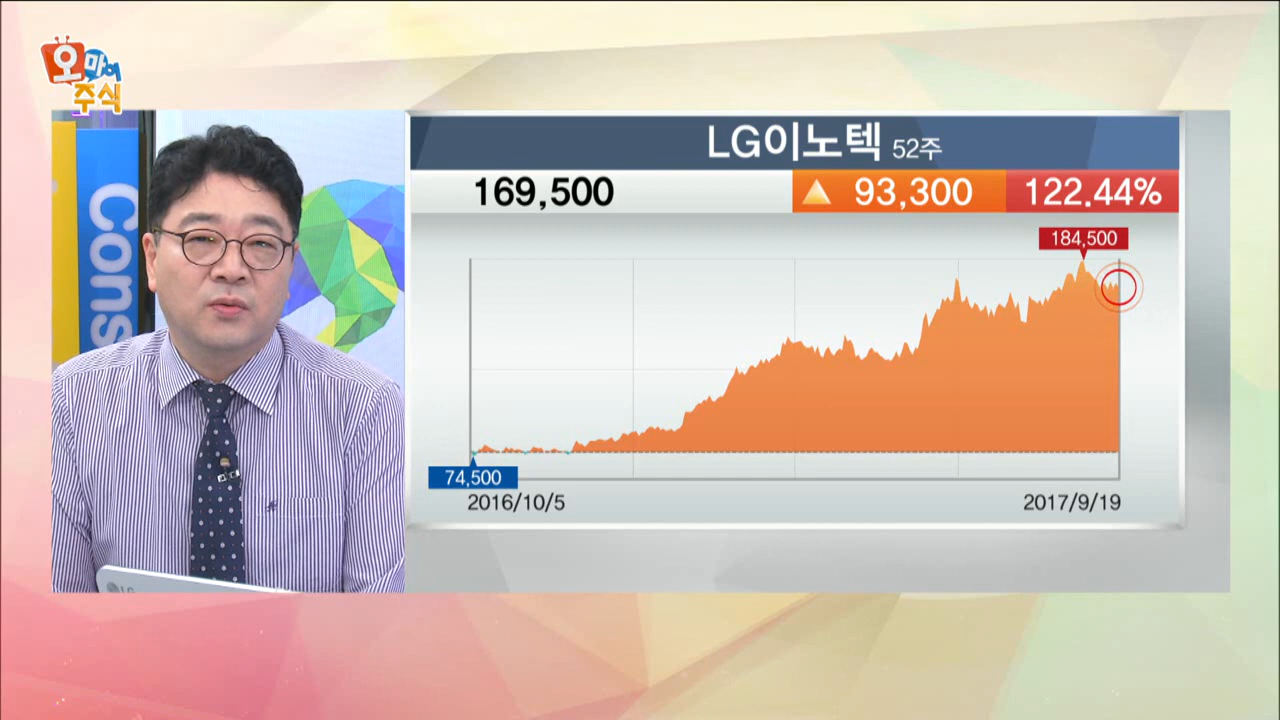 오마이
주식
Cons
LG이노텍 52주
169,500 ▲ 93,300 122.44%
184,500
74,500
2016/10/5 2017/9/19
LG